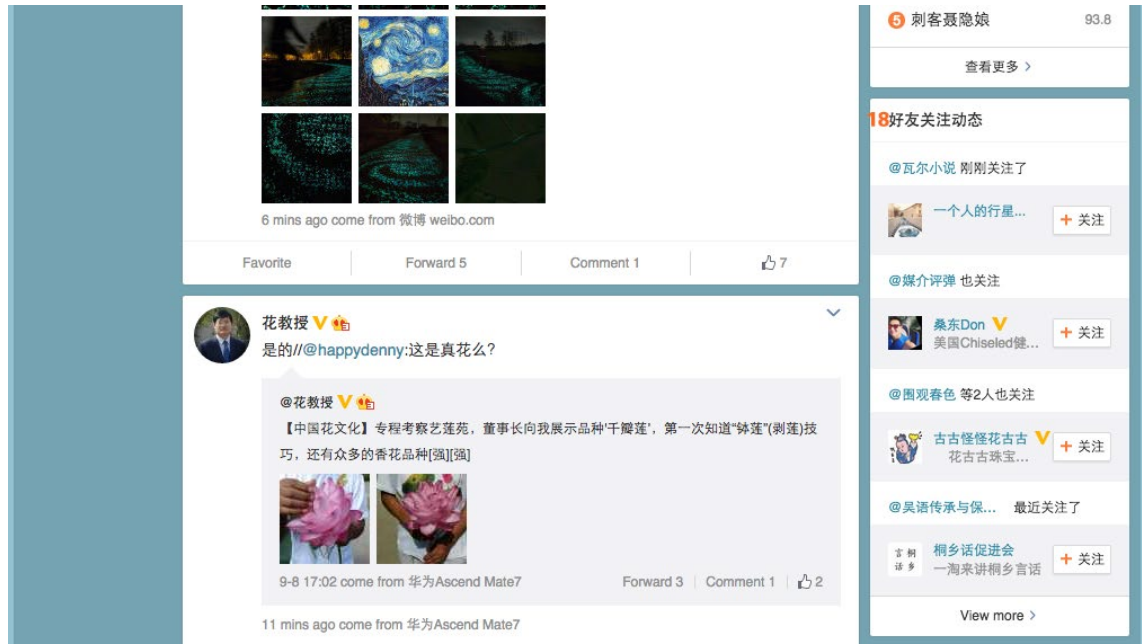 6 mins ago come from 微博 weibo.com
Favorite
Forward 5
Comment 1
7
花教授
是的//@happydenny:这是真花么?
@花教授
【中国花文化】专程考察艺莲苑，董事长向我展示品种‘千瓣莲’，第一次知道“钵莲”(剥莲)技
巧，还有众多的香花品种[强][强]
9-8 17:02 come from 华为Ascend Mate7
Forward 3
Comment 1
2
11 mins ago come from 华为Ascend Mate7
5 刺客聂隐娘 93.8
查看更多 >
18好友关注动态
@瓦尔小说 刚刚关注了
一个人的行星...
+ 关注
@媒介评弹 也关注
桑东Don
美国Chiseled健...
+ 关注
@围观春色 等2人也关注
古古怪怪花古古
花古古珠宝...
+ 关注
@吴语传承与保... 最近关注了
言桐
话乡
桐乡话促进会
一淘来讲桐乡言话
+ 关注
View more >